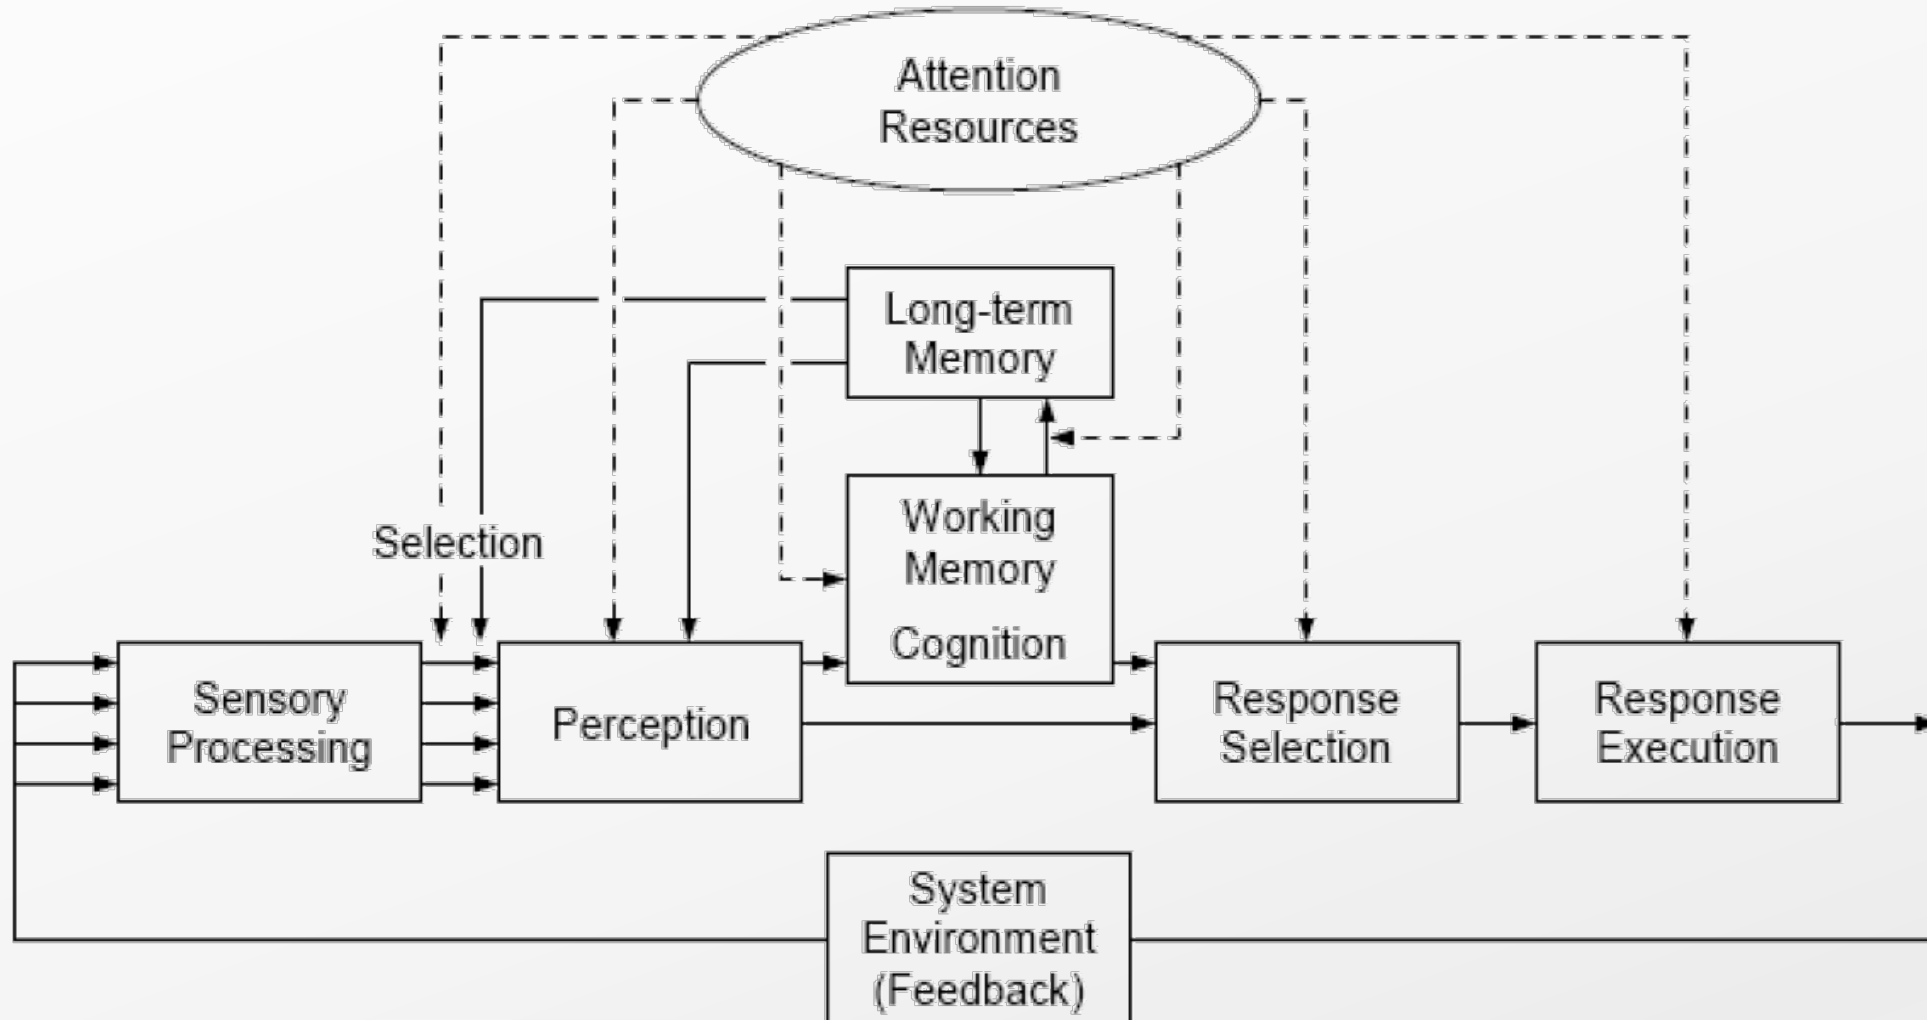 Attention
Resources
Long-term
Memory
Selection
Working
Memory
Cognition
Sensory
Processing
Perception
Response
Selection
Response
Execution
System
Environment
(Feedback)